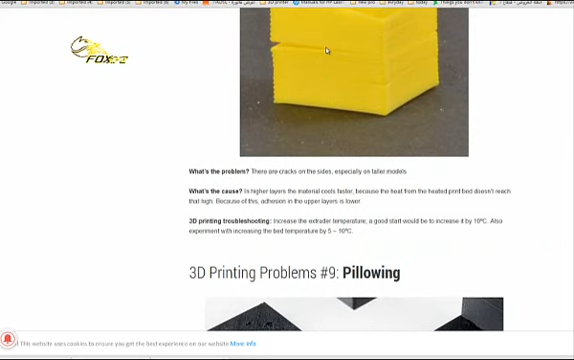 FOX
What's the problem? There are cracks on the sides, especially on taller models
What's the cause? In higher layers the material cools faster, because the heat from the heated print bed doesn't reach
that high. Because of this, adhesion in the upper layers is lower
3D printing troubleshooting: Increase the extruder temperature, a good start would be to increase it by 10ºC. Also
experiment with increasing the bed temperature by 5 – 10ºC.
3D Printing Problems #9: Pillowing
This website uses cookies to ensure you get the best experience on our website More info